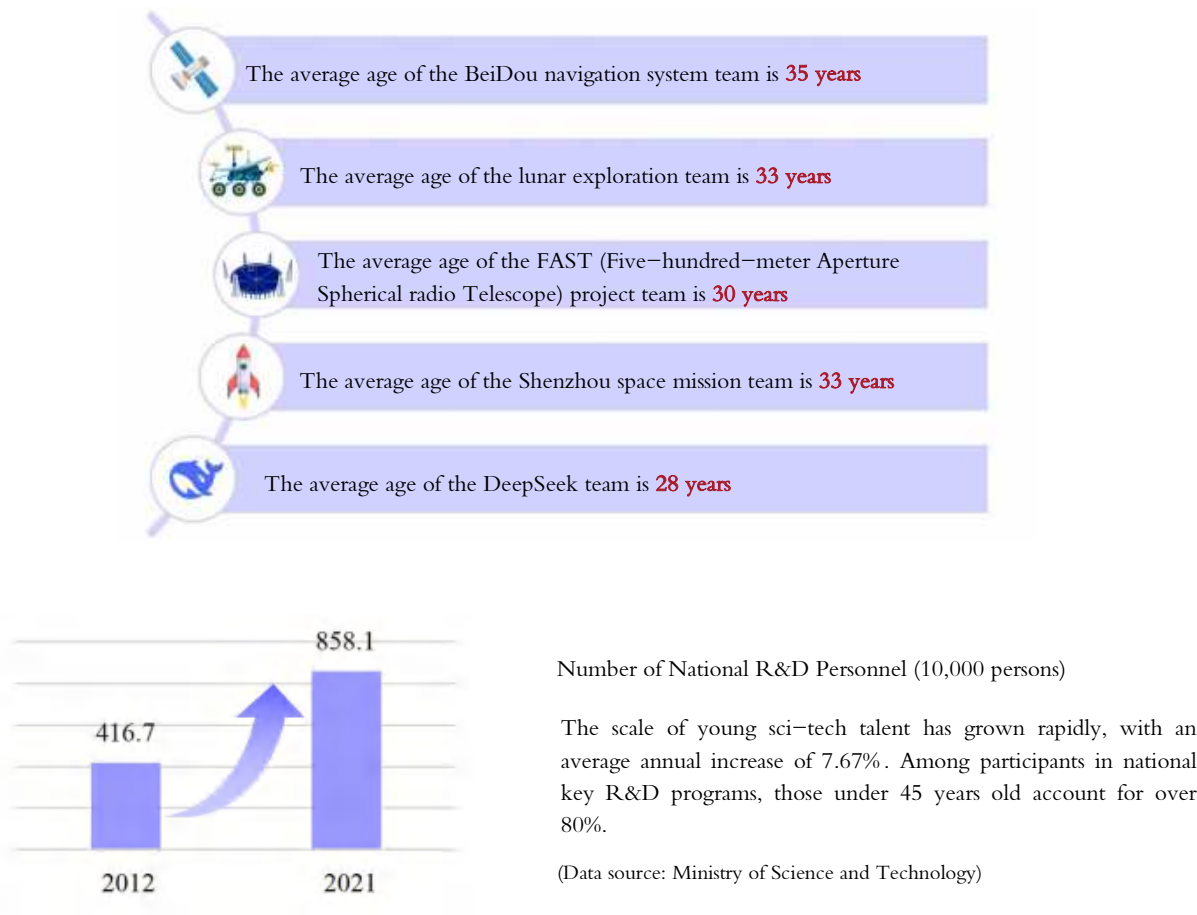 The average age of the BeiDou navigation system team is 35 years
The average age of the lunar exploration team is 33 years
The average age of the FAST (Five−hundred−meter Aperture
Spherical radio Telescope) project team is 30 years
The average age of the Shenzhou space mission team is 33 years
The average age of the DeepSeek team is 28 years
858.1
416.7
2012
2021
Number of National R&D Personnel (10,000 persons)
The scale of young sci−tech talent has grown rapidly, with an
average annual increase of 7.67%. Among participants in national
key R&D programs, those under 45 years old account for over
80%.
(Data source: Ministry of Science and Technology)